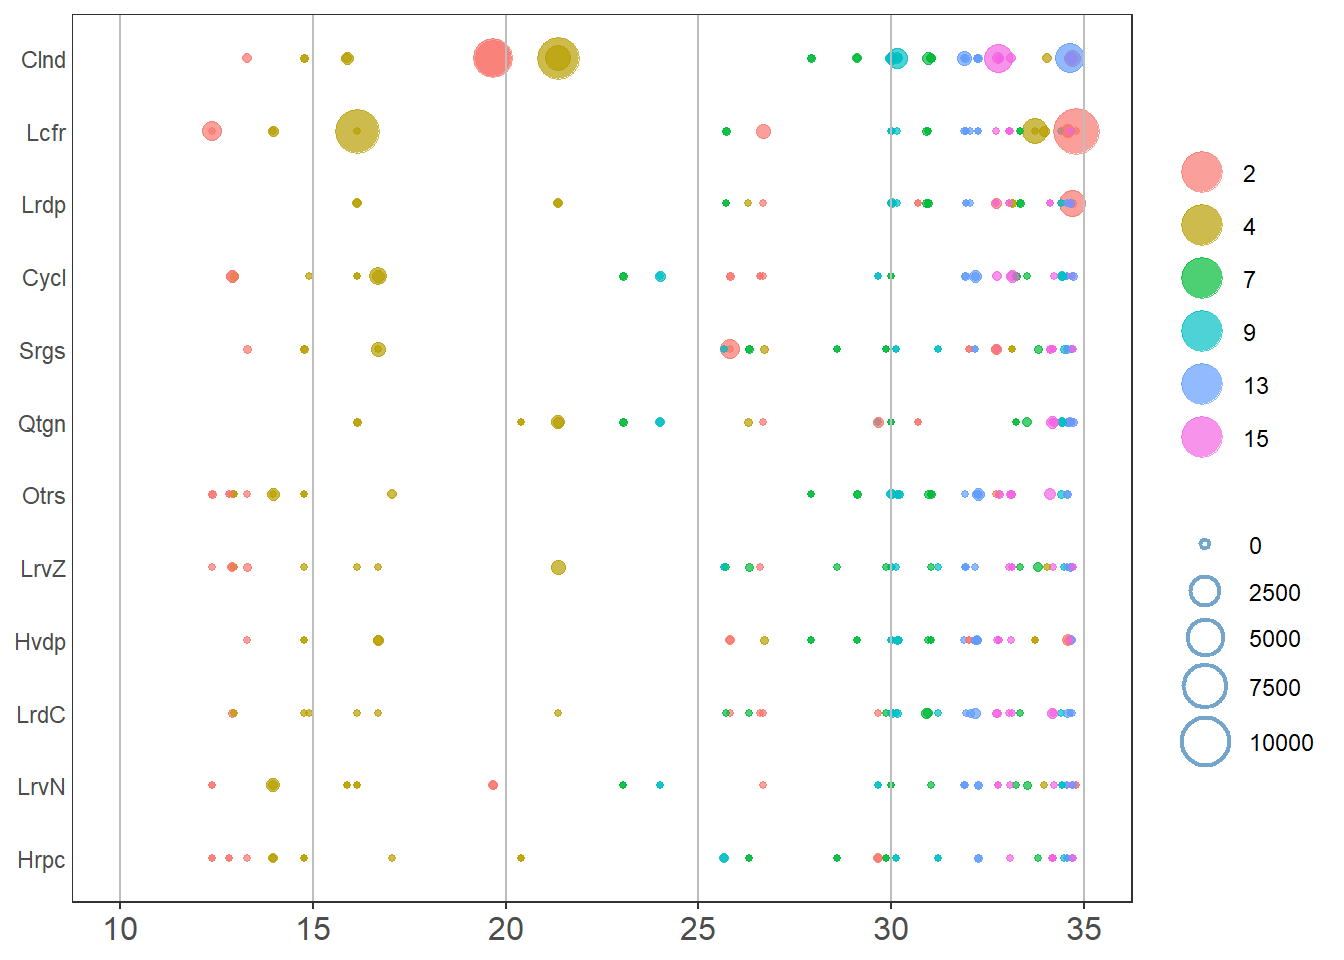 Clnd
Lcfr
Lrdp
Cycl
Srgs
Qtgn
Otrs
LrvZ
Hvdp
LrdC
LrvN
Hrpc
10 15 20 25 30 35
2
4
7
9
13
15
0
2500
5000
7500
10000